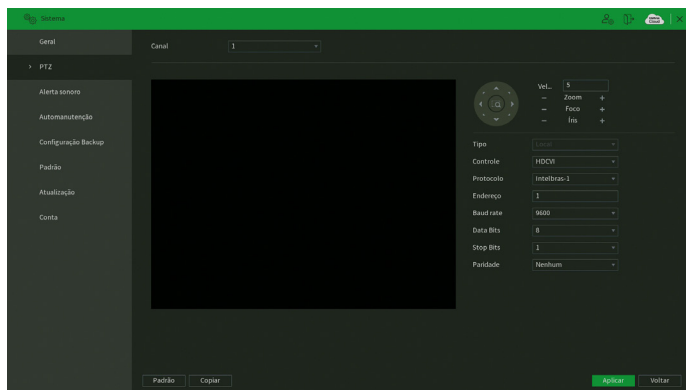 Sistema
Geral
PTZ
Alerta sonoro
Automanutenção
Configuração Backup
Padrão
Atualização
Conta
Canal 1
Vel... 5
− Zoom +
− Foco +
− Íris +
Tipo Local
Controle HDCVI
Protocolo Intelbras-1
Endereço 1
Baud rate 9600
Data Bits 8
Stop Bits 1
Paridade Nenhum
Padrão Copiar Aplicar Voltar